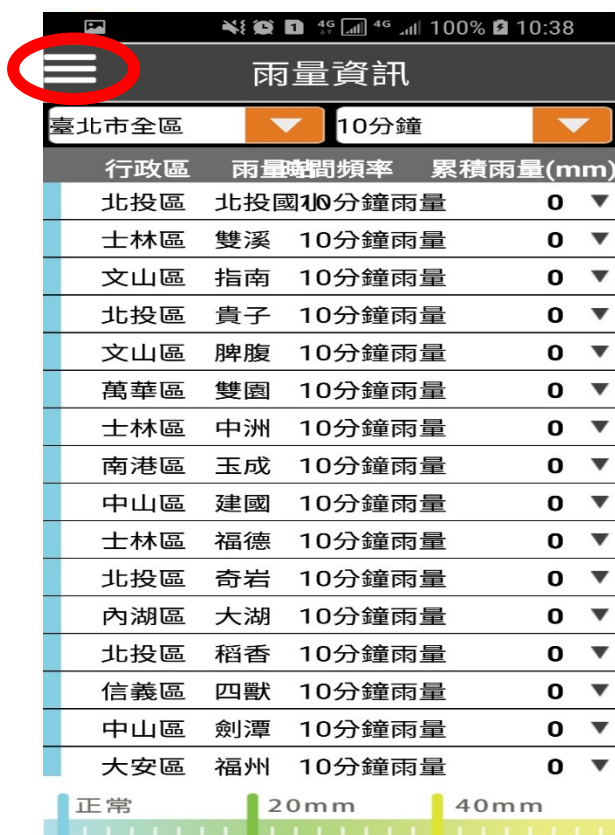 1 4G 4G 100% 10:38
雨量資訊
臺北市全區 10分鐘
行政區 雨量站 時間頻率 累積雨量(mm)
北投區 北投國小 10分鐘雨量 0
士林區 雙溪 10分鐘雨量 0
文山區 指南 10分鐘雨量 0
北投區 貴子 10分鐘雨量 0
文山區 脾腹 10分鐘雨量 0
萬華區 雙園 10分鐘雨量 0
士林區 中洲 10分鐘雨量 0
南港區 玉成 10分鐘雨量 0
中山區 建國 10分鐘雨量 0
士林區 福德 10分鐘雨量 0
北投區 奇岩 10分鐘雨量 0
內湖區 大湖 10分鐘雨量 0
北投區 稻香 10分鐘雨量 0
信義區 四獸 10分鐘雨量 0
中山區 劍潭 10分鐘雨量 0
大安區 福州 10分鐘雨量 0
正常 20mm 40mm